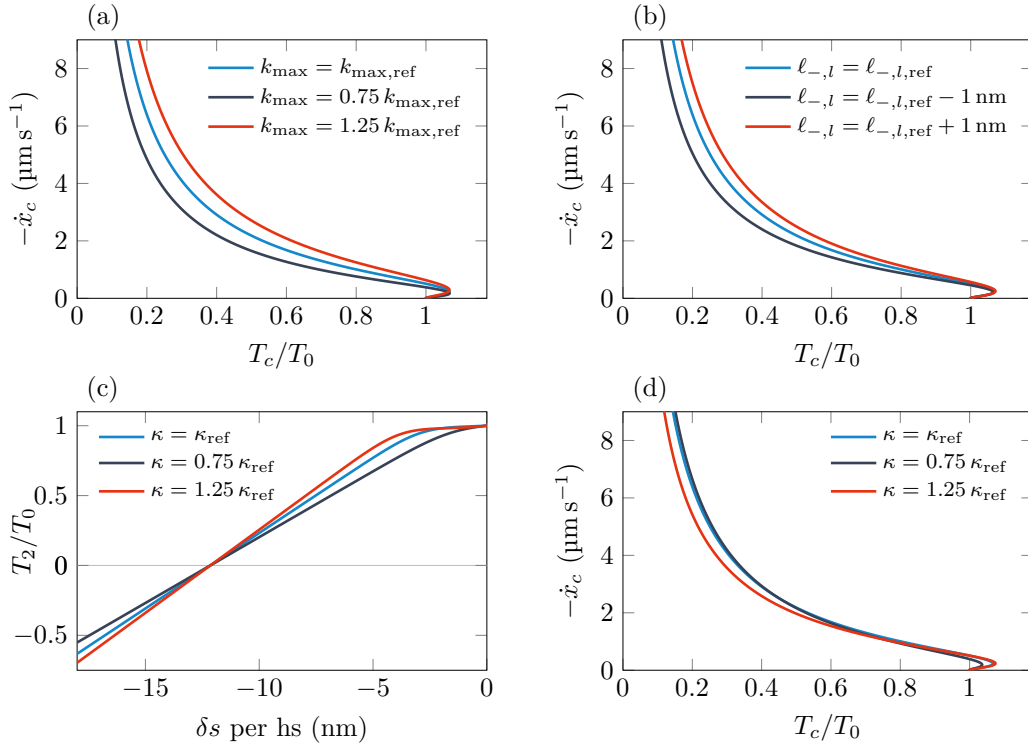 (a)
k_max = k_max,ref
k_max = 0.75 k_max,ref
k_max = 1.25 k_max,ref
−ẋ_c (µm s⁻¹)
8
6
4
2
0
0 0.2 0.4 0.6 0.8 1
T_c/T_0
(b)
ℓ_−,l = ℓ_−,l,ref
ℓ_−,l = ℓ_−,l,ref − 1 nm
ℓ_−,l = ℓ_−,l,ref + 1 nm
−ẋ_c (µm s⁻¹)
8
6
4
2
0
0 0.2 0.4 0.6 0.8 1
T_c/T_0
(c)
κ = κ_ref
κ = 0.75 κ_ref
κ = 1.25 κ_ref
T_2/T_0
1
0.5
0
−0.5
−15 −10 −5 0
δs per hs (nm)
(d)
κ = κ_ref
κ = 0.75 κ_ref
κ = 1.25 κ_ref
−ẋ_c (µm s⁻¹)
8
6
4
2
0
0 0.2 0.4 0.6 0.8 1
T_c/T_0